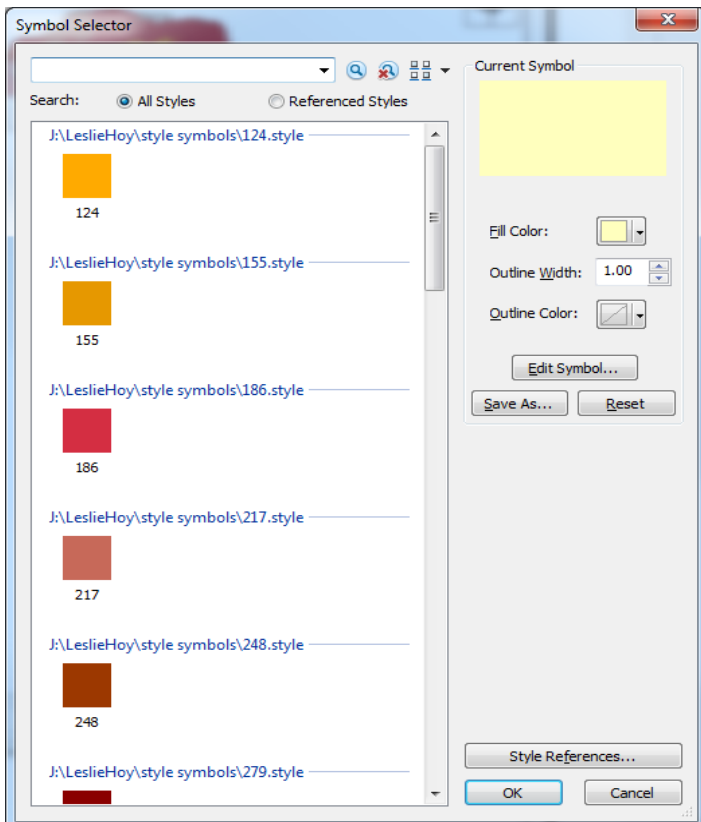 Symbol Selector
Search:
All Styles
Referenced Styles
J:\LeslieHoy\style symbols\124.style
124
J:\LeslieHoy\style symbols\155.style
155
J:\LeslieHoy\style symbols\186.style
186
J:\LeslieHoy\style symbols\217.style
217
J:\LeslieHoy\style symbols\248.style
248
J:\LeslieHoy\style symbols\279.style
Current Symbol
Fill Color:
Outline Width: 1.00
Outline Color:
Edit Symbol...
Save As... Reset
Style References...
OK Cancel